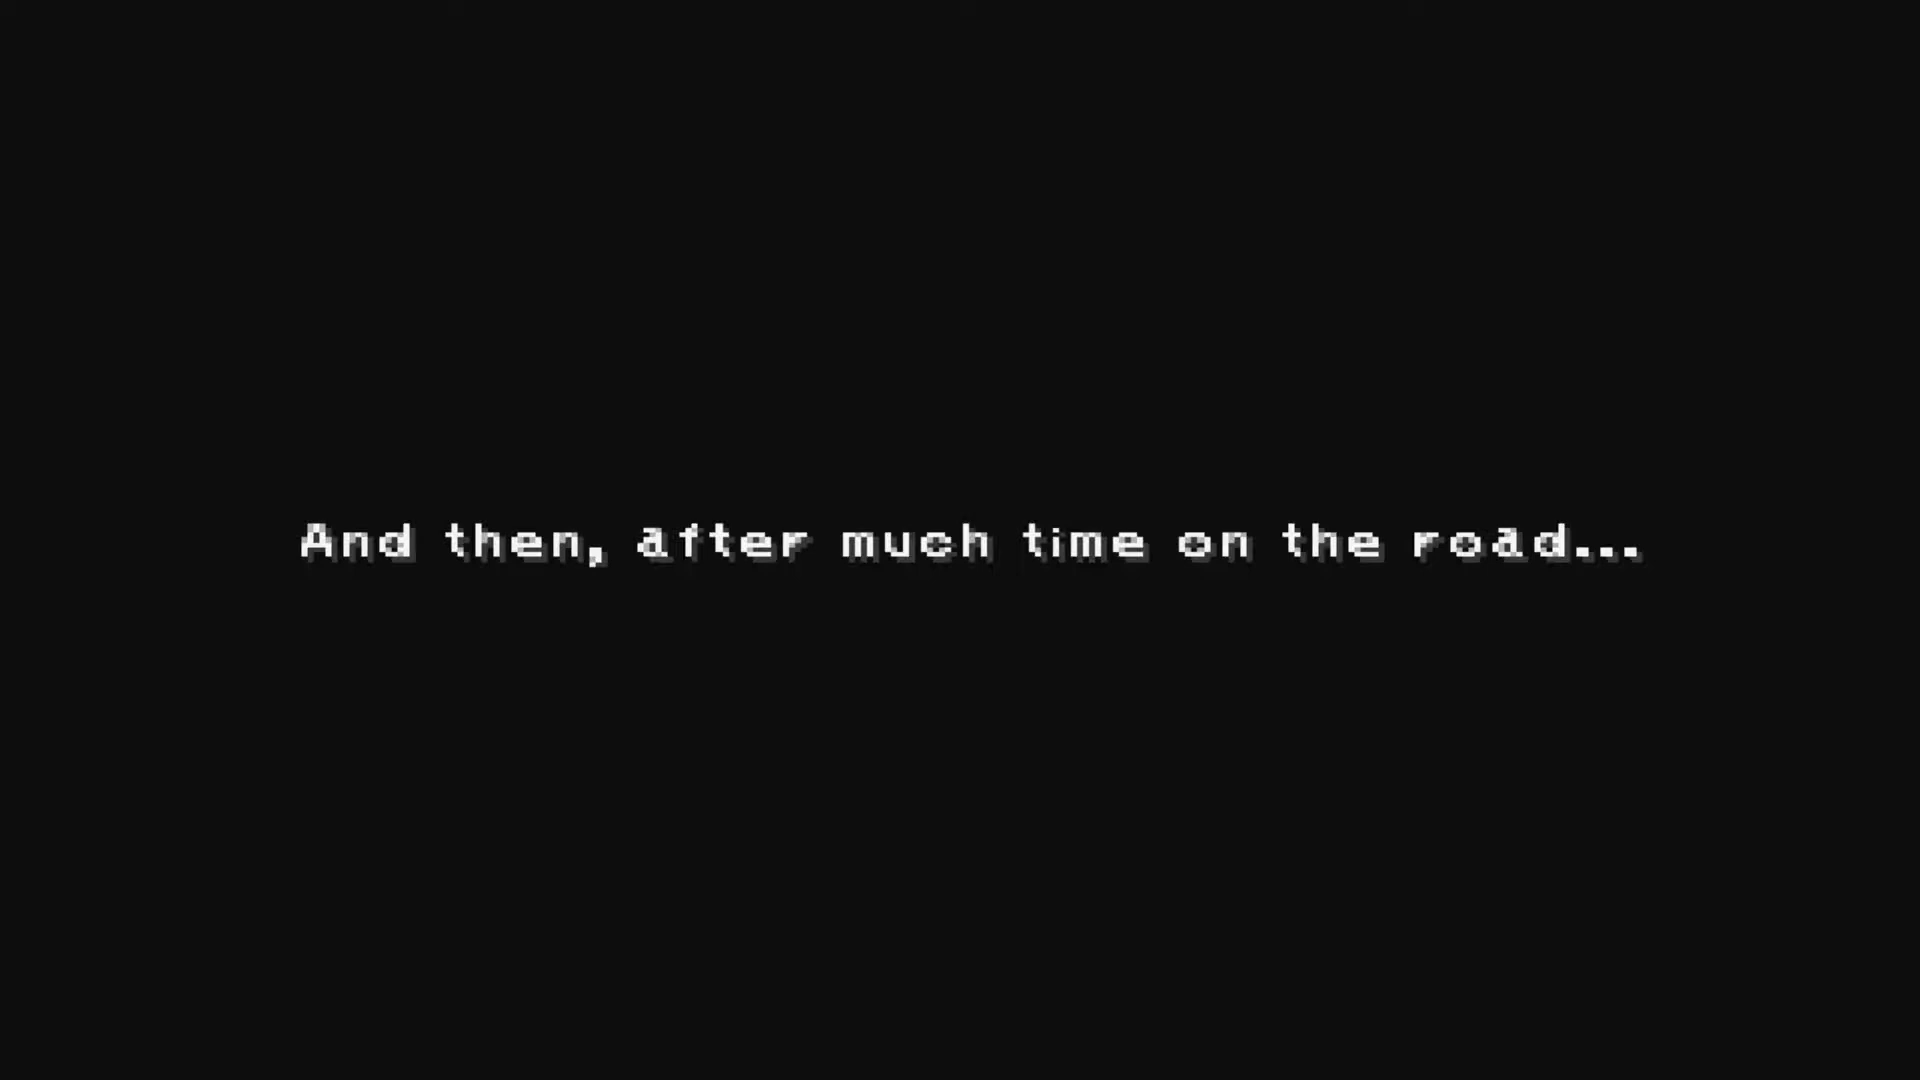 And then, after much time on the road...